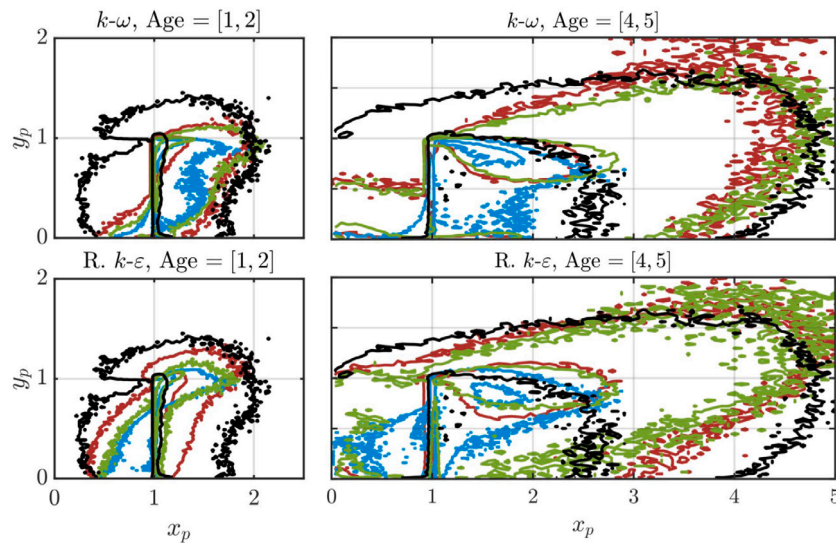 k-ω, Age = [1, 2]
k-ω, Age = [4, 5]
2
1
0
y_p
R. k-ε, Age = [1, 2]
R. k-ε, Age = [4, 5]
2
1
0
y_p
0 1 2
0 1 2 3 4 5
x_p
x_p